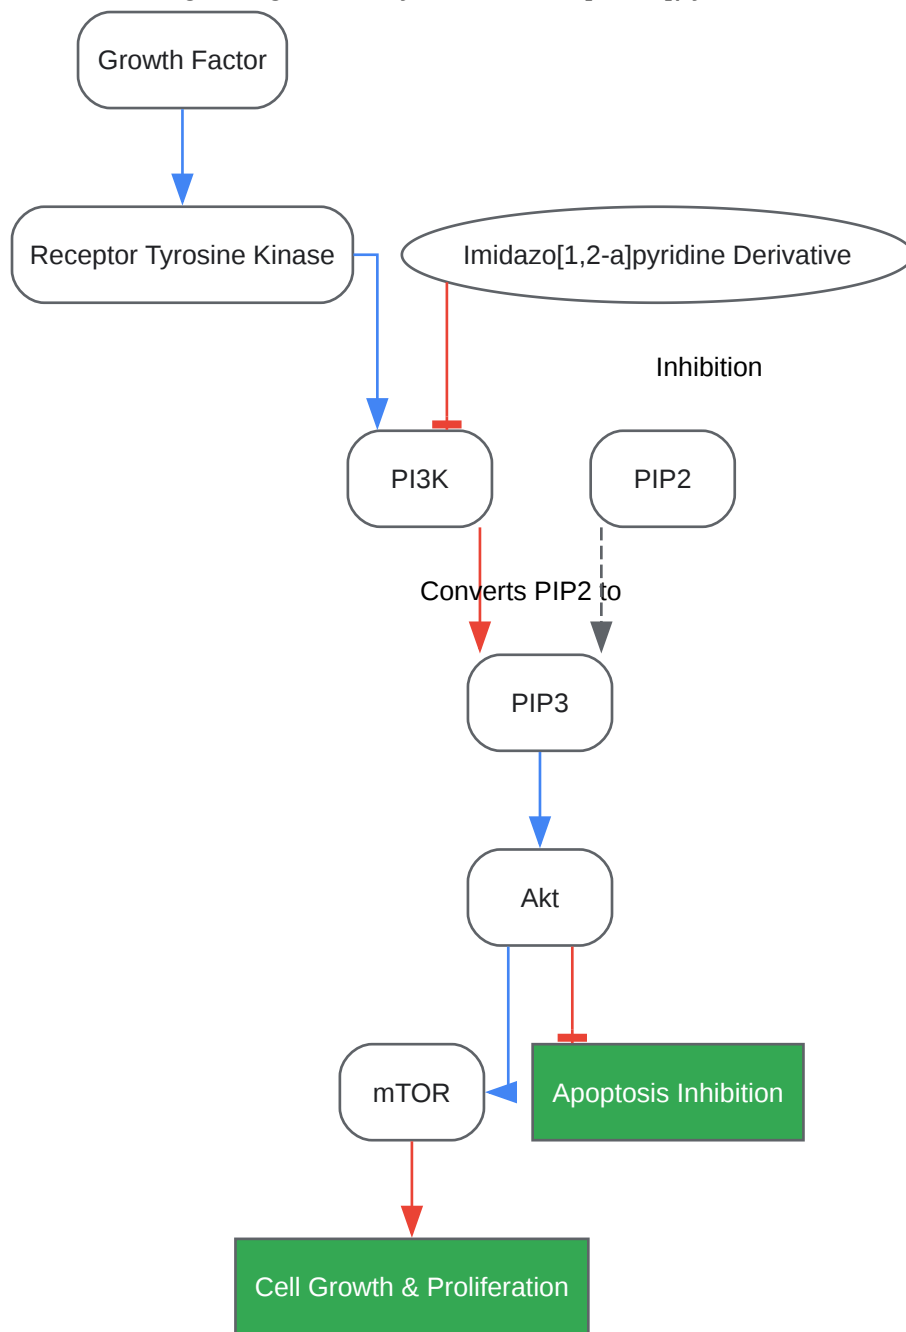 Growth Factor
Receptor Tyrosine Kinase
Imidazo[1,2-a]pyridine Derivative
Inhibition
PI3K
PIP2
Converts PIP2 to
PIP3
Akt
mTOR
Apoptosis Inhibition
Cell Growth & Proliferation